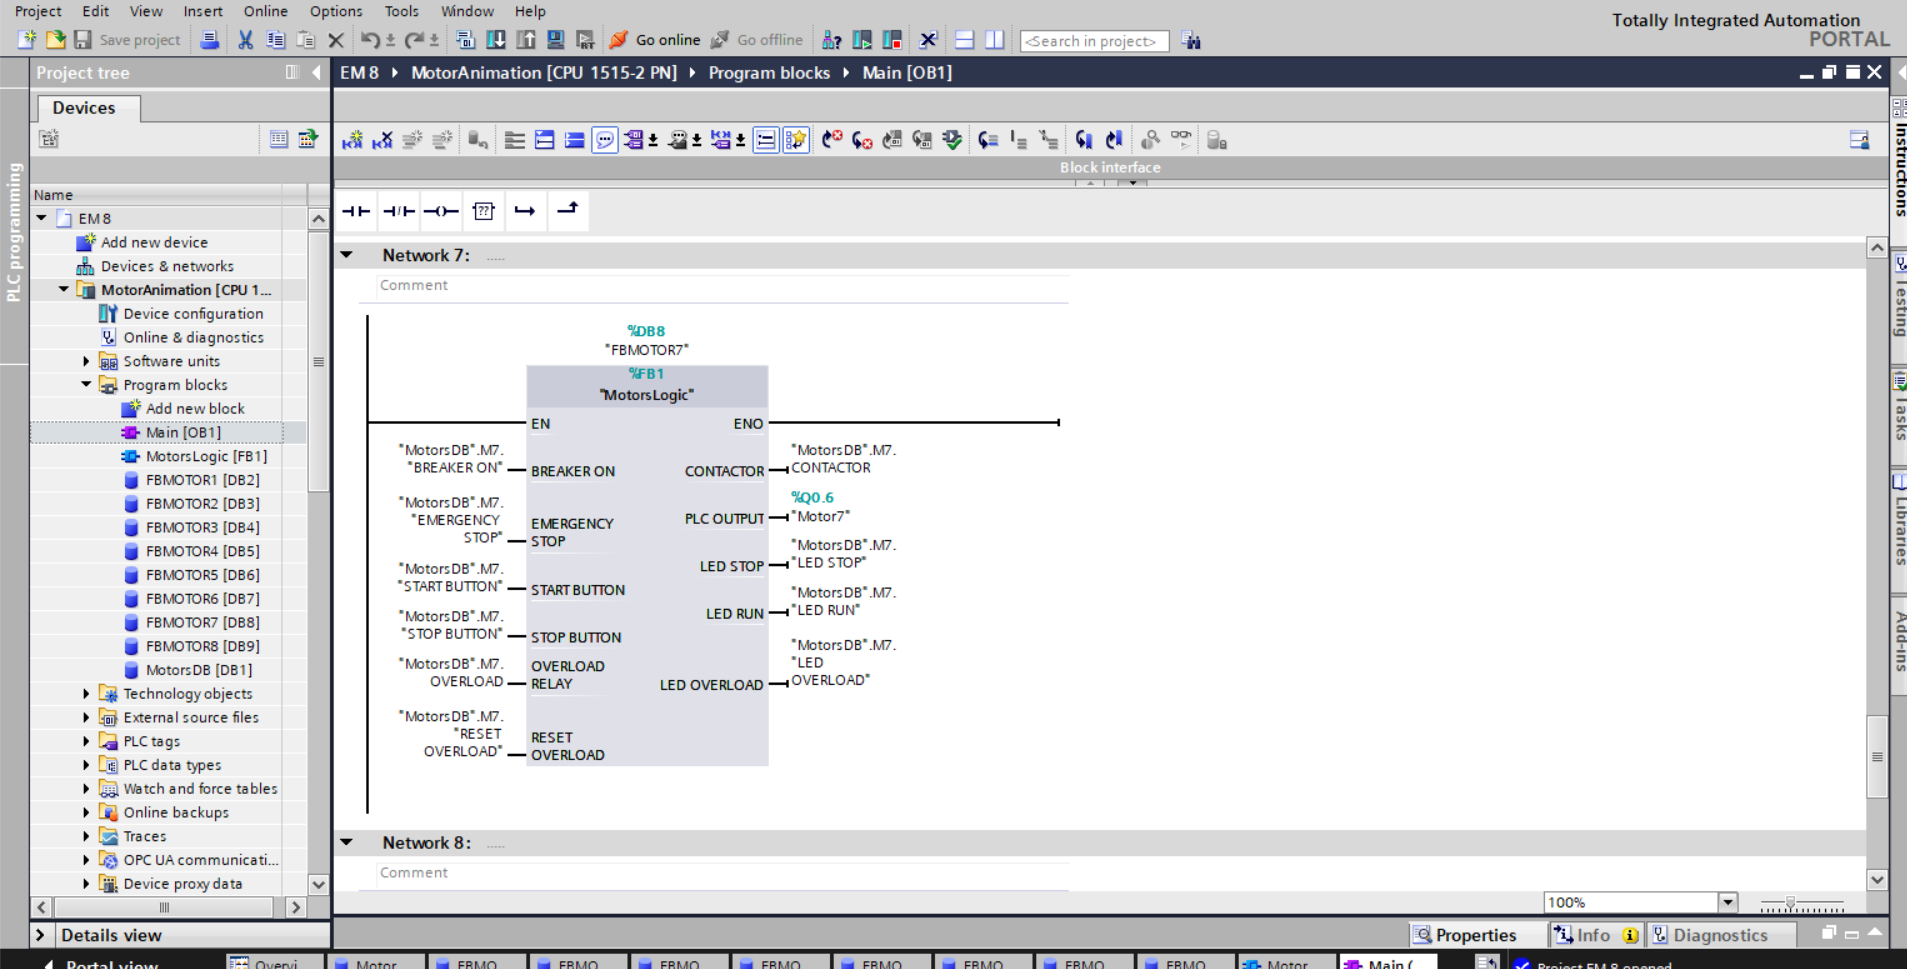 Project Edit View Insert Online Options Tools Window Help
Totally Integrated Automation
PORTAL
Save project
Go online
Go offline
<Search in project>
Project tree
EM 8 MotorAnimation [CPU 1515-2 PN] Program blocks Main [OB1]
Devices
Block interface
PLC programming
Name
EM 8
Add new device
Devices & networks
MotorAnimation [CPU 1...
Device configuration
Online & diagnostics
Software units
Program blocks
Add new block
Main [OB1]
MotorsLogic [FB1]
FBMOTOR1 [DB2]
FBMOTOR2 [DB3]
FBMOTOR3 [DB4]
FBMOTOR4 [DB5]
FBMOTOR5 [DB6]
FBMOTOR6 [DB7]
FBMOTOR7 [DB8]
FBMOTOR8 [DB9]
MotorsDB [DB1]
Technology objects
External source files
PLC tags
PLC data types
Watch and force tables
Online backups
Traces
OPC UA communicati...
Device proxy data
Details view
Portal view
??
Network 7: .....
Comment
%DB8
"FBMOTOR7"
%FB1
"MotorsLogic"
EN
ENO
"MotorsDB".M7.
"BREAKER ON"
BREAKER ON
CONTACTOR
"MotorsDB".M7.
CONTACTOR
"MotorsDB".M7.
"EMERGENCY
STOP"
EMERGENCY
STOP
PLC OUTPUT
%Q0.6
"Motor7"
LED STOP
"MotorsDB".M7.
"LED STOP"
"MotorsDB".M7.
"START BUTTON"
START BUTTON
LED RUN
"MotorsDB".M7.
"LED RUN"
"MotorsDB".M7.
"STOP BUTTON"
STOP BUTTON
"MotorsDB".M7.
OVERLOAD
OVERLOAD
RELAY
LED OVERLOAD
"MotorsDB".M7.
"LED
OVERLOAD"
"MotorsDB".M7.
"RESET
OVERLOAD"
RESET
OVERLOAD
Network 8: .....
Comment
100%
Properties
Info
Diagnostics
Instructions
Testing
Tasks
Libraries
Add-ins
Overvi...
Motor...
FBMO...
FBMO...
FBMO...
FBMO...
FBMO...
FBMO...
FBMO...
FBMO...
Motor...
Main (...
Project EM 8 opened